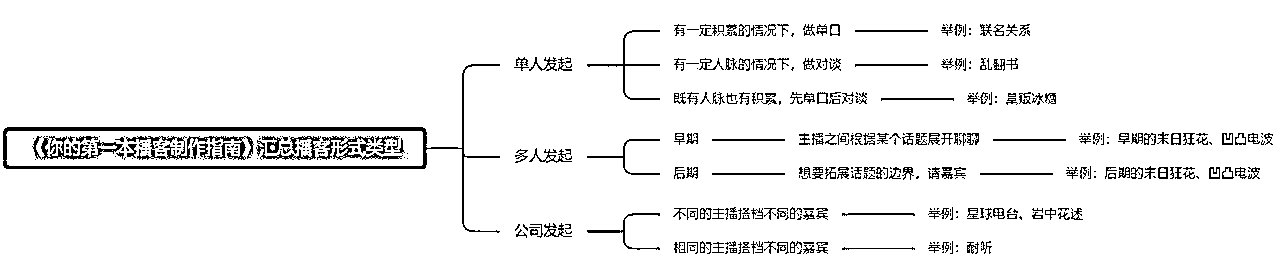 《你的第一本播客制作指南》汇总播客形式类型
单人发起
有一定积累的情况下，做单口
举例：联名关系
有一定人脉的情况下，做对谈
举例：乱翻书
既有人脉也有积累，先单口后对谈
举例：皇贩冰糖
多人发起
早期
主播之间根据某个话题展开聊聊
举例：早期的末日狂花、凹凸电波
后期
想要拓展话题的边界，请嘉宾
举例：后期的末日狂花、凹凸电波
公司发起
不同的主播搭档不同的嘉宾
举例：星球电台、岩中花述
相同的主播搭档不同的嘉宾
举例：耐听